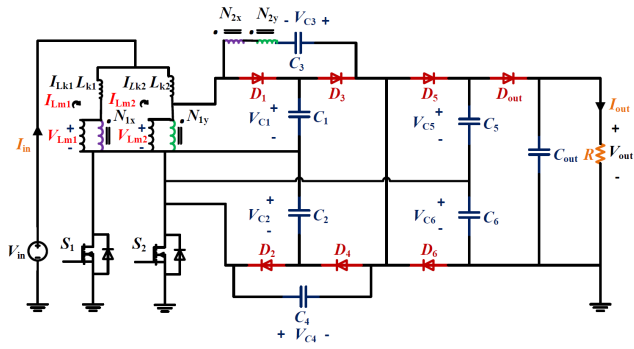 N2x N2y - VC3 +
C3
ILk1 Lk1 ILk2 Lk2
ILm1 ILm2
D1 D3 D5 Dout
N1x N1y
+ VLm1 - + VLm2 -
+ VC1 - C1
+ VC5 - C5
Iin
Iout
Cout R + Vout -
+ VC2 - C2
+ VC6 - C6
S1 S2
Vin
D2 D4 D6
C4
+ VC4 -